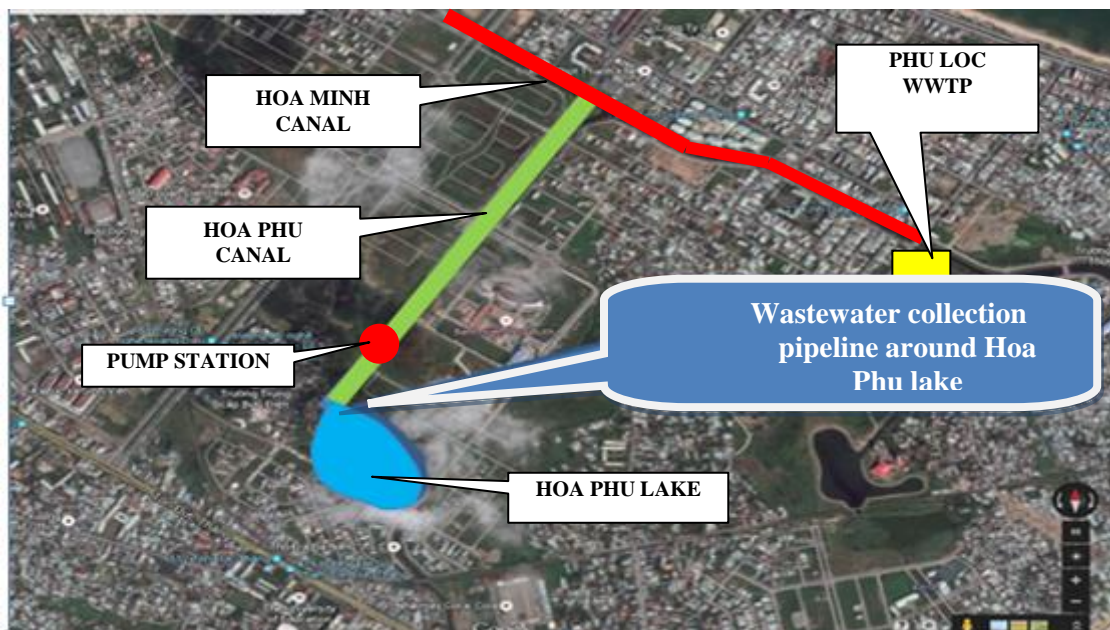 HOA MINH
CANAL
PHU LOC
WWTP
HOA PHU
CANAL
Wastewater collection
pipeline around Hoa
Phu lake
PUMP STATION
HOA PHU LAKE